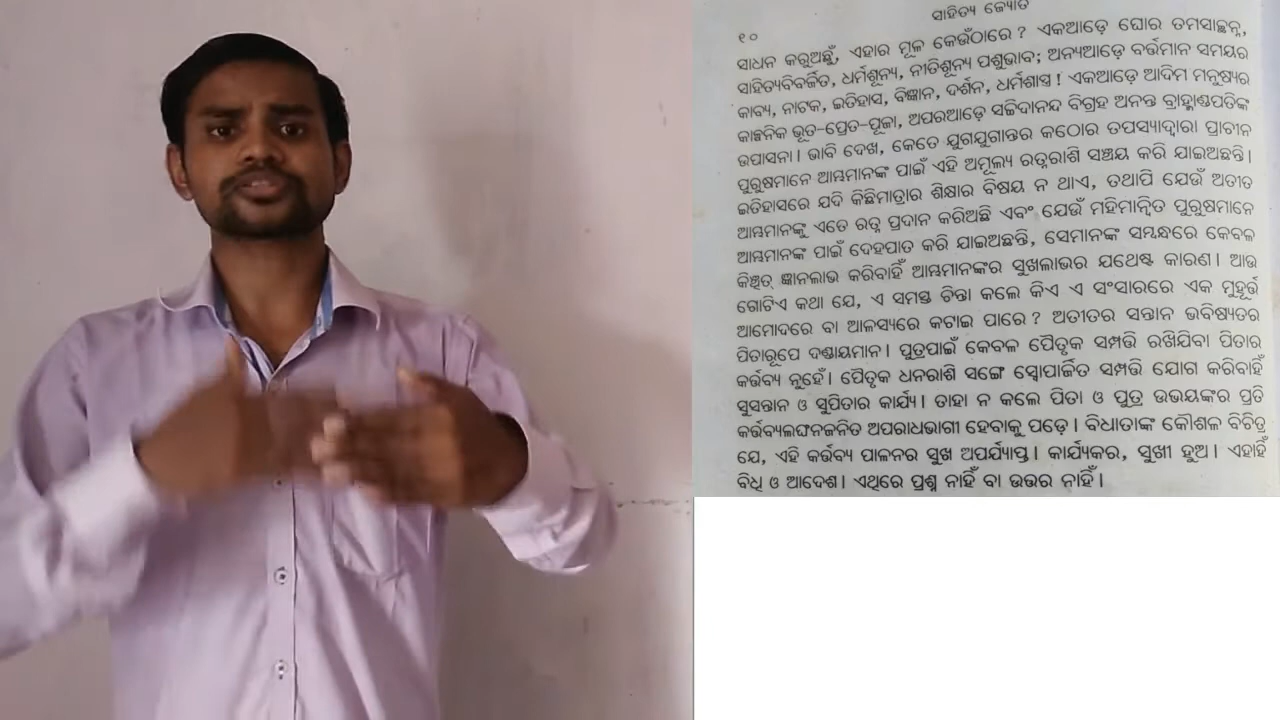 ସାହିତ୍ୟ ଜ୍ୟୋତି
୧୦
ସାଧନ କରୁଅଛୁଁ, ଏହାର ମୂଳ କେଉଁଠାରେ ? ଏକଆଡ଼େ ଘୋର ତମସାଚ୍ଛନ୍ନ,
ସାହିତ୍ୟବିବର୍ଜିତ, ଧର୍ମଶୂନ୍ୟ, ନୀତିଶୂନ୍ୟ ପଶୁଭାବ; ଅନ୍ୟଆଡ଼େ ବର୍ତ୍ତମାନ ସମୟର
କାବ୍ୟ, ନାଟକ, ଇତିହାସ, ବିଜ୍ଞାନ, ଦର୍ଶନ, ଧର୍ମଶାସ୍ତ୍ର ! ଏକଆଡ଼େ ଆଦିମ ମନୁଷ୍ୟର
କାଳ୍ପନିକ ଭୂତ-ପ୍ରେତ-ପୂଜା, ଅପରଆଡ଼େ ସଚ୍ଚିଦାନନ୍ଦ ବିଗ୍ରହ ଅନନ୍ତ ବ୍ରାହ୍ମାଣ୍ଡପତିଙ୍କ
ଉପାସନା । ଭାବି ଦେଖ, କେତେ ଯୁଗଯୁଗାନ୍ତର କଠୋର ତପସ୍ୟାଦ୍ୱାରା ପ୍ରାଚୀନ
ପୁରୁଷମାନେ ଆମ୍ଭମାନଙ୍କ ପାଇଁ ଏହି ଅମୂଲ୍ୟ ରତ୍ନରାଶି ସଞ୍ଚୟ କରି ଯାଇଅଛନ୍ତି ।
ଇତିହାସରେ ଯଦି କିଛିମାତ୍ରାର ଶିକ୍ଷାର ବିଷୟ ନ ଥାଏ, ତଥାପି ଯେଉଁ ଅତୀତ
ଆମ୍ଭମାନଙ୍କୁ ଏତେ ରତ୍ନ ପ୍ରଦାନ କରିଅଛି ଏବଂ ଯେଉଁ ମହିମାନ୍ୱିତ ପୁରୁଷମାନେ
ଆମ୍ଭମାନଙ୍କ ପାଇଁ ଦେହପାତ କରି ଯାଇଅଛନ୍ତି, ସେମାନଙ୍କ ସମ୍ବନ୍ଧରେ କେବଳ
କିଞ୍ଚିତ୍ ଜ୍ଞାନଲାଭ କରିବାହିଁ ଆମ୍ଭମାନଙ୍କର ସୁଖଲାଭର ଯଥେଷ୍ଟ କାରଣ । ଆଉ
ଗୋଟିଏ କଥା ଯେ, ଏ ସମସ୍ତ ଚିନ୍ତା କଲେ କିଏ ଏ ସଂସାରରେ ଏକ ମୁହୂର୍ତ୍ତ
ଆମୋଦରେ ବା ଆଳସ୍ୟରେ କଟାଇ ପାରେ ? ଅତୀତର ସନ୍ତାନ ଭବିଷ୍ୟତର
ପିତାରୂପେ ଦଣ୍ଡାୟମାନ । ପୁତ୍ରପାଇଁ କେବଳ ପୈତୃକ ସମ୍ପତ୍ତି ରଖିଯିବା ପିତାର
କର୍ତ୍ତବ୍ୟ ନୁହେଁ । ପୈତୃକ ଧନରାଶି ସଙ୍ଗେ ସ୍ୱୋପାର୍ଜିତ ସମ୍ପତ୍ତି ଯୋଗ କରିବାହିଁ
ସୁସନ୍ତାନ ଓ ସୁପିତାର କାର୍ଯ୍ୟ । ତାହା ନ କଲେ ପିତା ଓ ପୁତ୍ର ଉଭୟଙ୍କର ପ୍ରତି
କର୍ତ୍ତବ୍ୟଲଙ୍ଘନଜନିତ ଅପରାଧଭାଗୀ ହେବାକୁ ପଡ଼େ । ବିଧାତାଙ୍କ କୌଶଳ ବିଚିତ୍ର
ଯେ, ଏହି କର୍ତ୍ତବ୍ୟ ପାଳନର ସୁଖ ଅପର୍ଯ୍ୟାପ୍ତ । କାର୍ଯ୍ୟକର, ସୁଖୀ ହୁଅ । ଏହାହିଁ
ବିଧି ଓ ଆଦେଶ । ଏଥିରେ ପ୍ରଶ୍ନ ନାହିଁ ବା ଉତ୍ତର ନାହିଁ ।